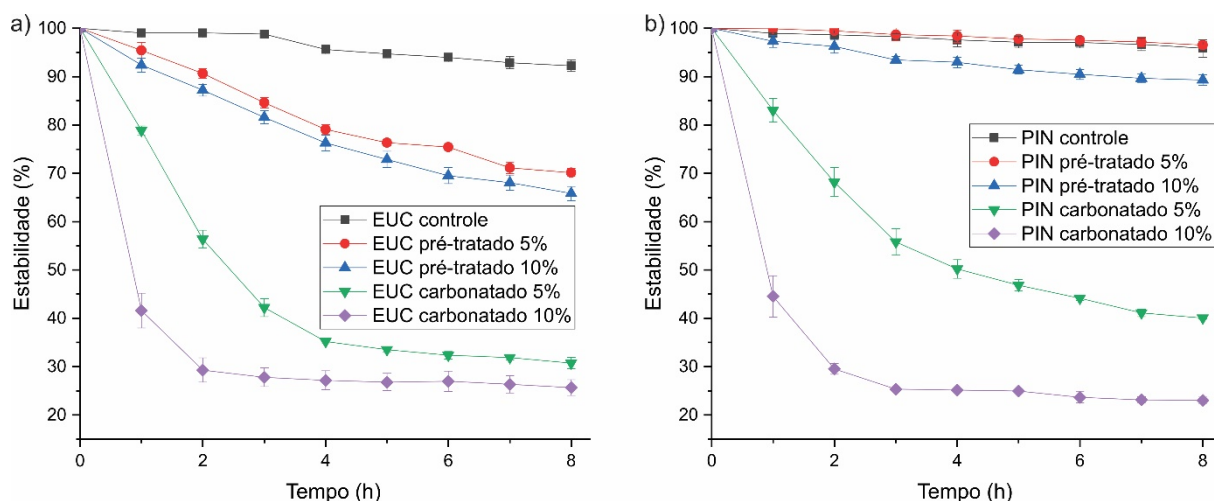 a)
Estabilidade (%)
100
90
80
70
60
50
40
30
20
0
2
4
6
8
Tempo (h)
EUC controle
EUC pré-tratado 5%
EUC pré-tratado 10%
EUC carbonatado 5%
EUC carbonatado 10%
b)
Estabilidade (%)
100
90
80
70
60
50
40
30
20
0
2
4
6
8
Tempo (h)
PIN controle
PIN pré-tratado 5%
PIN pré-tratado 10%
PIN carbonatado 5%
PIN carbonatado 10%